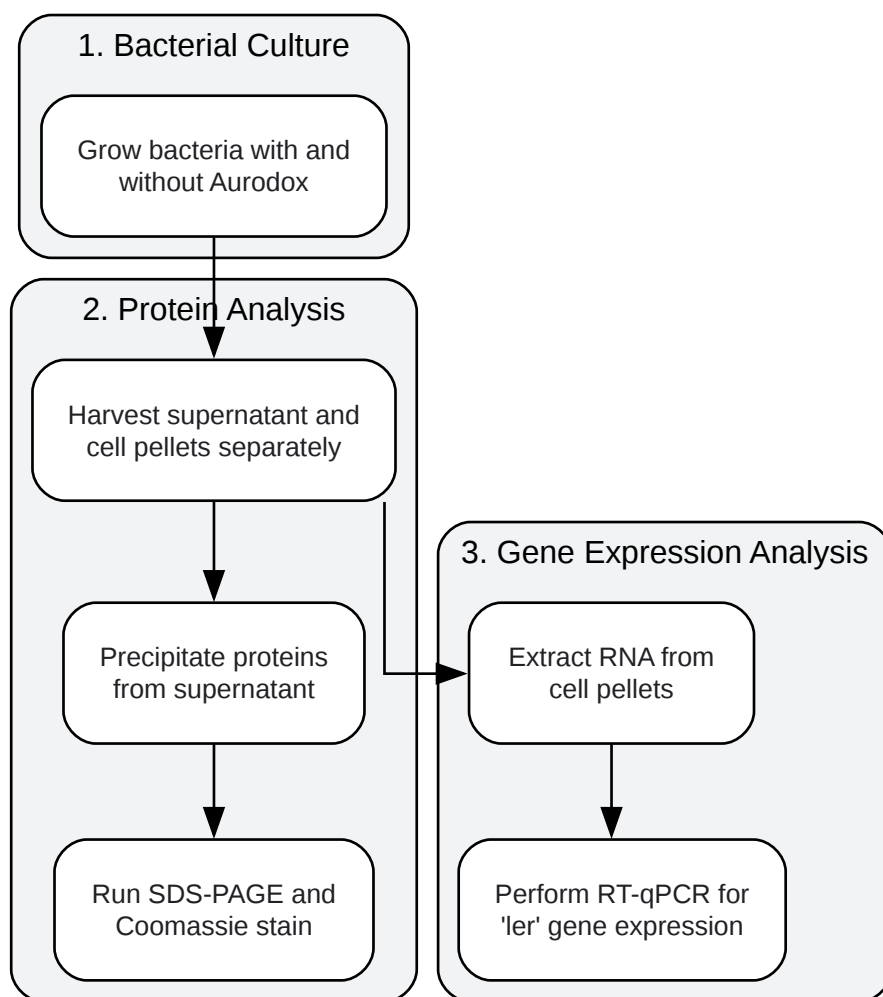 1. Bacterial Culture
Grow bacteria with and
without Aurodox
2. Protein Analysis
Harvest supernatant and
cell pellets separately
Precipitate proteins
from supernatant
Run SDS-PAGE and
Coomassie stain
3. Gene Expression Analysis
Extract RNA from
cell pellets
Perform RT-qPCR for
'ler' gene expression